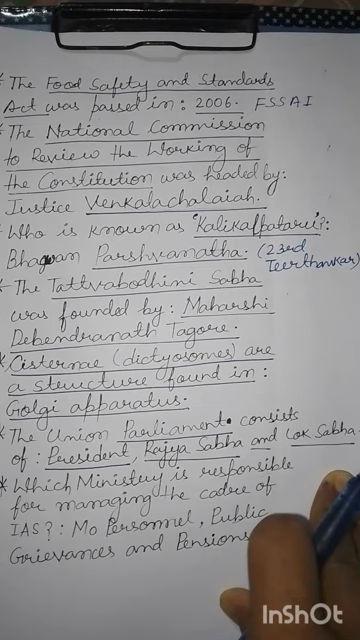 * The Food Safety and Standards
Act was passed in: 2006. FSSAI
* The National Commission
to Review the Working of
the Constitution was headed by:
Justice Venkalachalaiah.
Who is known as "Kalikalpataru"?:
Bhagwan Parshvanatha. (23rd
Teerthankar)
* The Tattvabodhini Sabha
was founded by: Maharshi
Debendranath Tagore.
* Cisternae (dictyosomes) are
a structure found in:
Golgi apparatus.
* The Union Parliament consists
of: President, Rajya Sabha and Lok Sabha.
* Which Ministry is responsible
for managing the cadre of
IAS?: Mo Personnel, Public
Grievances and Pensions
InShOt